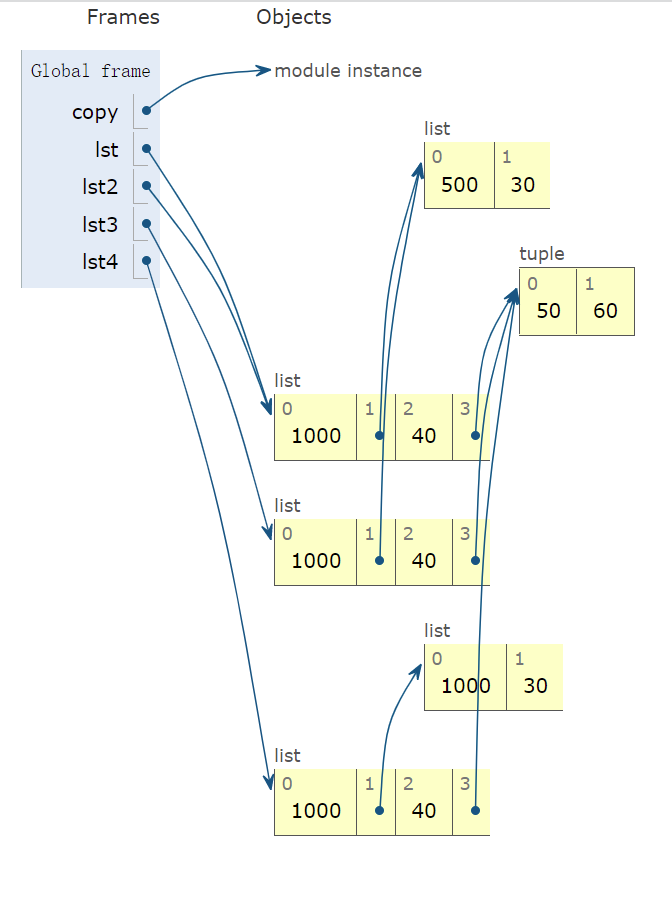 Frames Objects
Global frame
module instance
copy
lst
lst2
lst3
lst4
list
0 1
500 30
tuple
0 1
50 60
list
0 1 2 3
1000 40
list
0 1 2 3
1000 40
list
0 1
1000 30
list
0 1 2 3
1000 40